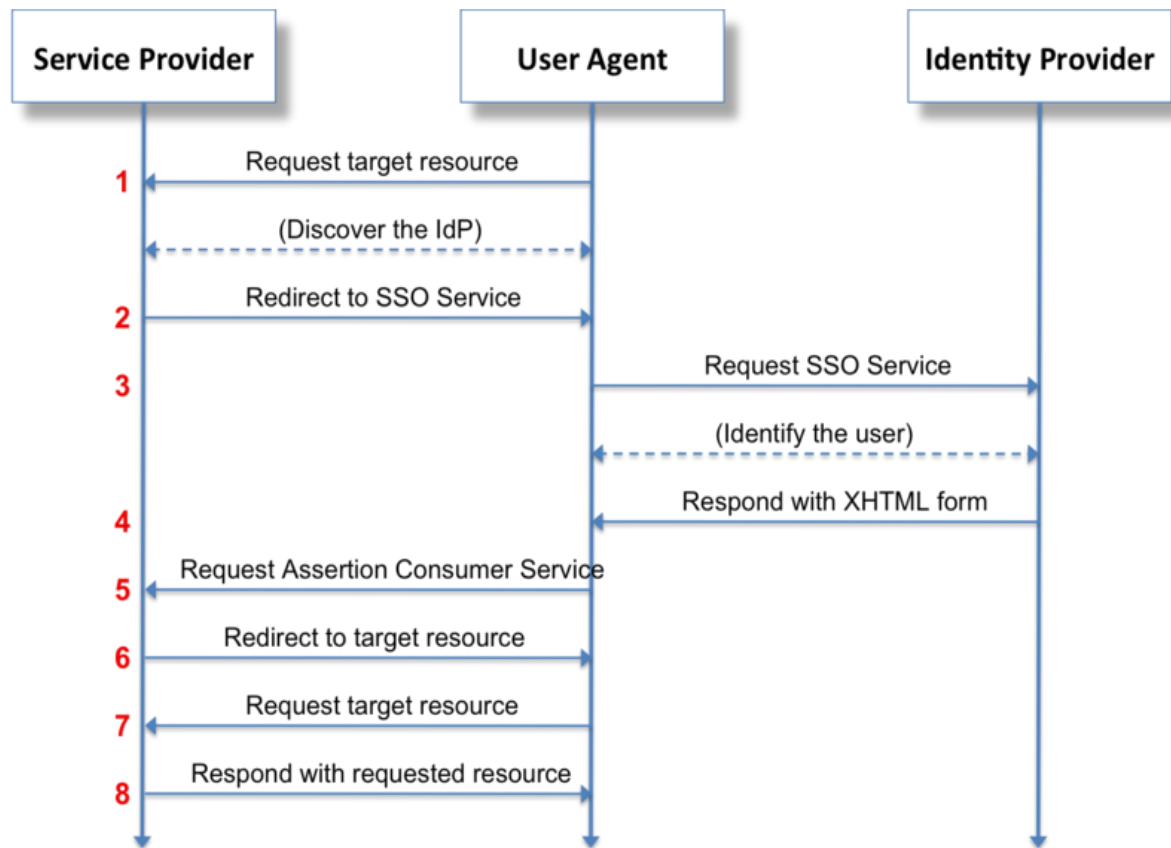 Service Provider
User Agent
Identity Provider
Request target resource
1
(Discover the IdP)
Redirect to SSO Service
2
Request SSO Service
3
(Identify the user)
Respond with XHTML form
4
Request Assertion Consumer Service
5
Redirect to target resource
6
Request target resource
7
Respond with requested resource
8